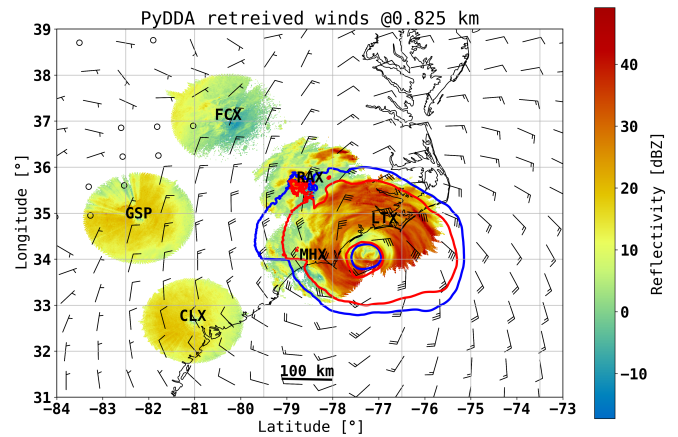 PyDDA retreived winds @0.825 km
39
38
37
36
35
34
33
32
31
−84 −83 −82 −81 −80 −79 −78 −77 −76 −75 −74 −73
Longitude [°]
Latitude [°]
FCX
RAX
GSP
LTX
MHX
CLX
100 km
40
30
20
10
0
−10
Reflectivity [dBZ]